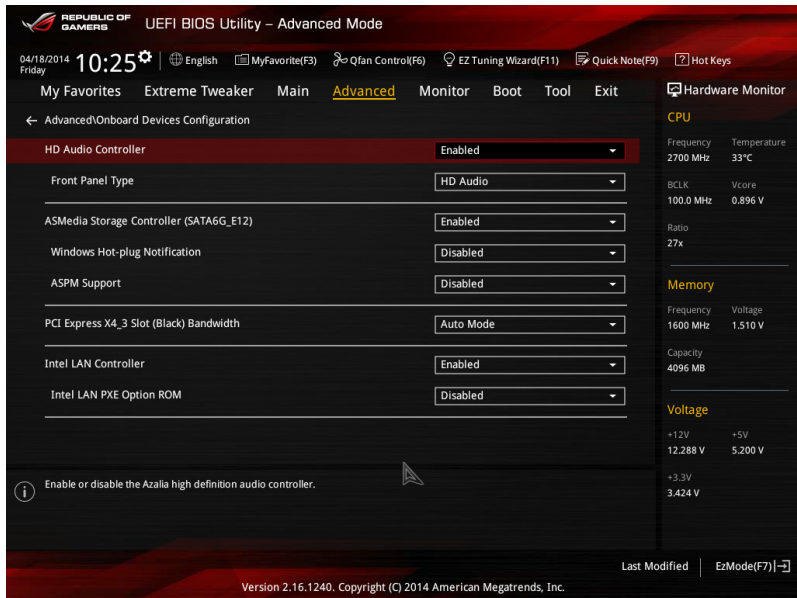 REPUBLIC OF
GAMERS
UEFI BIOS Utility – Advanced Mode
04/18/2014
Friday
10:25
English
MyFavorite(F3)
Qfan Control(F6)
EZ Tuning Wizard(F11)
Quick Note(F9)
? Hot Keys
My Favorites Extreme Tweaker Main Advanced Monitor Boot Tool Exit
← Advanced\Onboard Devices Configuration
HD Audio Controller Enabled
Front Panel Type HD Audio
ASMedia Storage Controller (SATA6G_E12) Enabled
Windows Hot-plug Notification Disabled
ASPM Support Disabled
PCI Express X4_3 Slot (Black) Bandwidth Auto Mode
Intel LAN Controller Enabled
Intel LAN PXE Option ROM Disabled
Enable or disable the Azalia high definition audio controller.
Hardware Monitor
CPU
Frequency Temperature
2700 MHz 33°C
BCLK Vcore
100.0 MHz 0.896 V
Ratio
27x
Memory
Frequency Voltage
1600 MHz 1.510 V
Capacity
4096 MB
Voltage
+12V +5V
12.288 V 5.200 V
+3.3V
3.424 V
Last Modified EzMode(F7)
Version 2.16.1240. Copyright (C) 2014 American Megatrends, Inc.